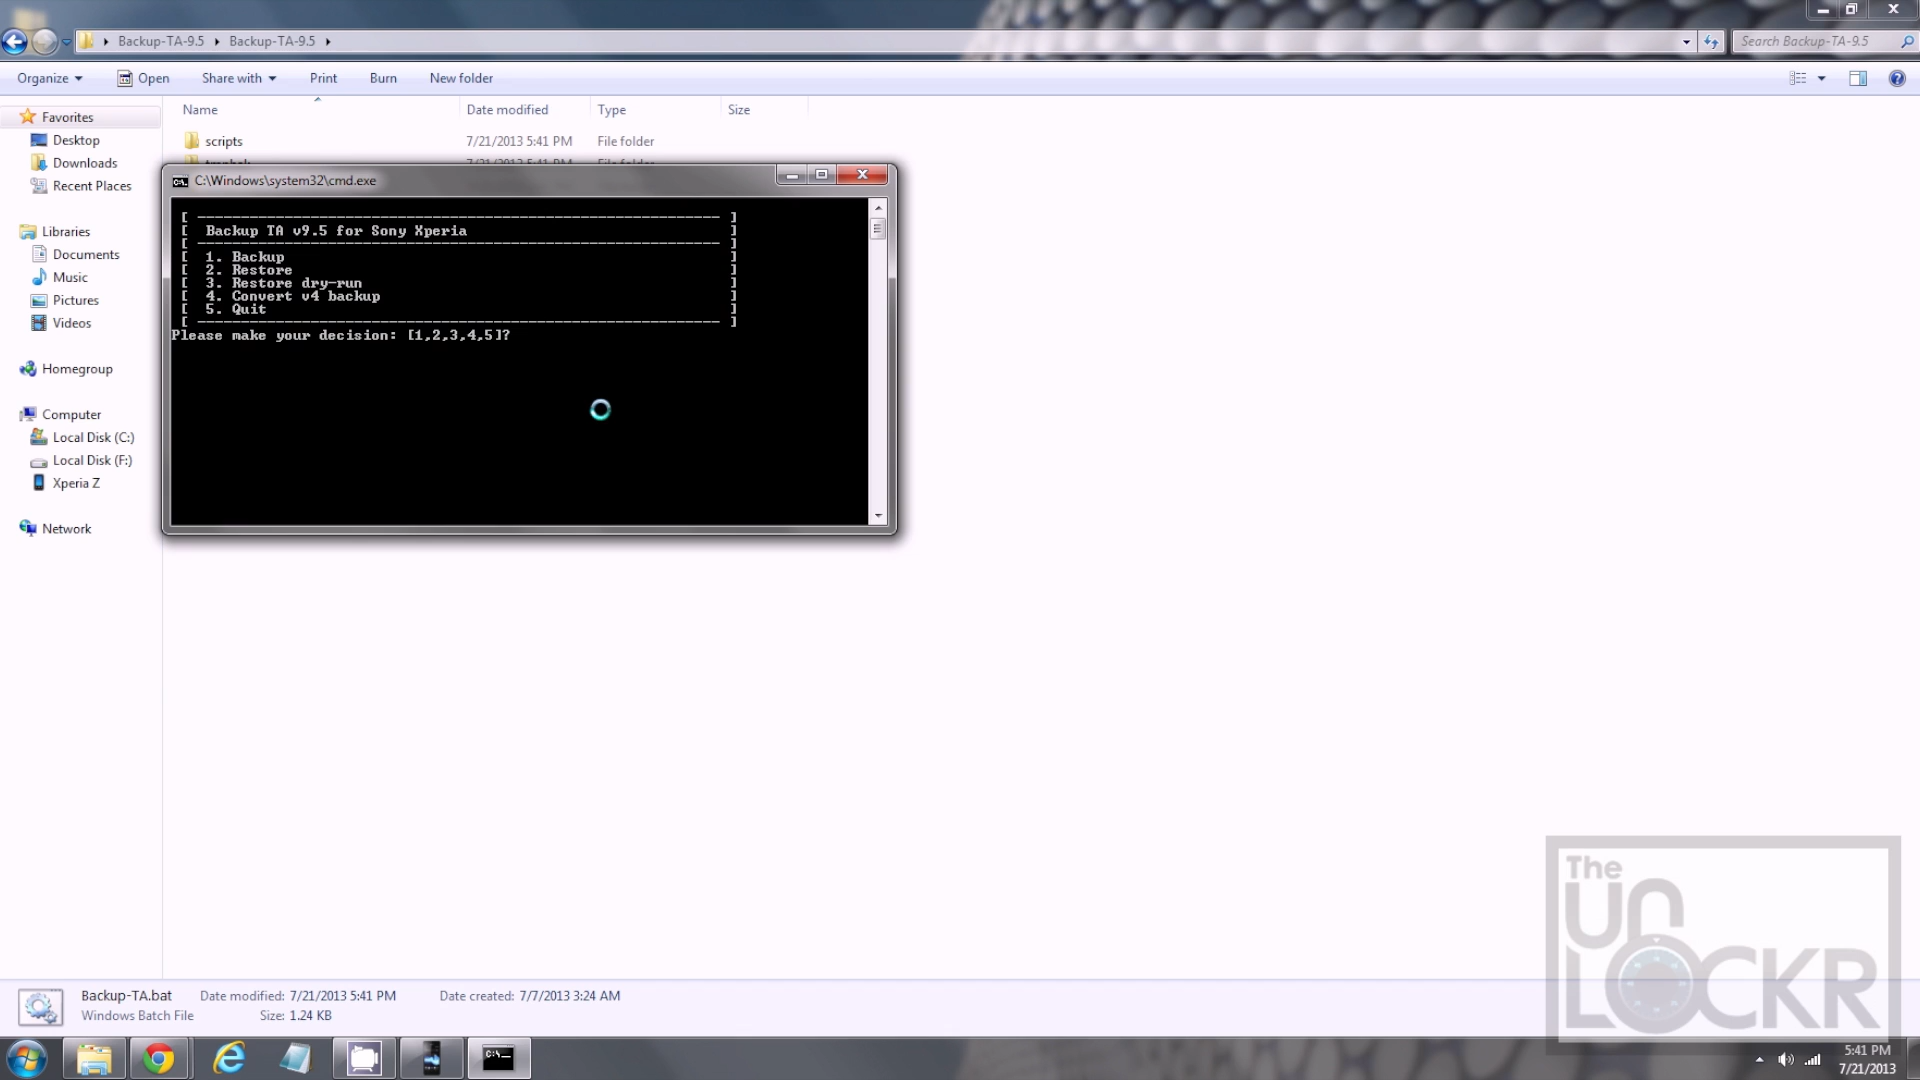 Backup-TA-9.5 Backup-TA-9.5
Search Backup-TA-9.5
Organize Open Share with Print Burn New folder
Name Date modified Type Size
scripts 7/21/2013 5:41 PM File folder
Favorites
Desktop
Downloads
Recent Places
Libraries
Documents
Music
Pictures
Videos
Homegroup
Computer
Local Disk (C:)
Local Disk (F:)
Xperia Z
Network
C:\Windows\system32\cmd.exe
[ ------------------------------------------------------------ ]
[ Backup TA v9.5 for Sony Xperia ]
[ ------------------------------------------------------------ ]
[ 1. Backup ]
[ 2. Restore ]
[ 3. Restore dry-run ]
[ 4. Convert v4 backup ]
[ 5. Quit ]
[ ------------------------------------------------------------ ]
Please make your decision: [1,2,3,4,5]?
Backup-TA.bat Date modified: 7/21/2013 5:41 PM Date created: 7/7/2013 3:24 AM
Windows Batch File Size: 1.24 KB
The
Un
LOCKR
5:41 PM
7/21/2013